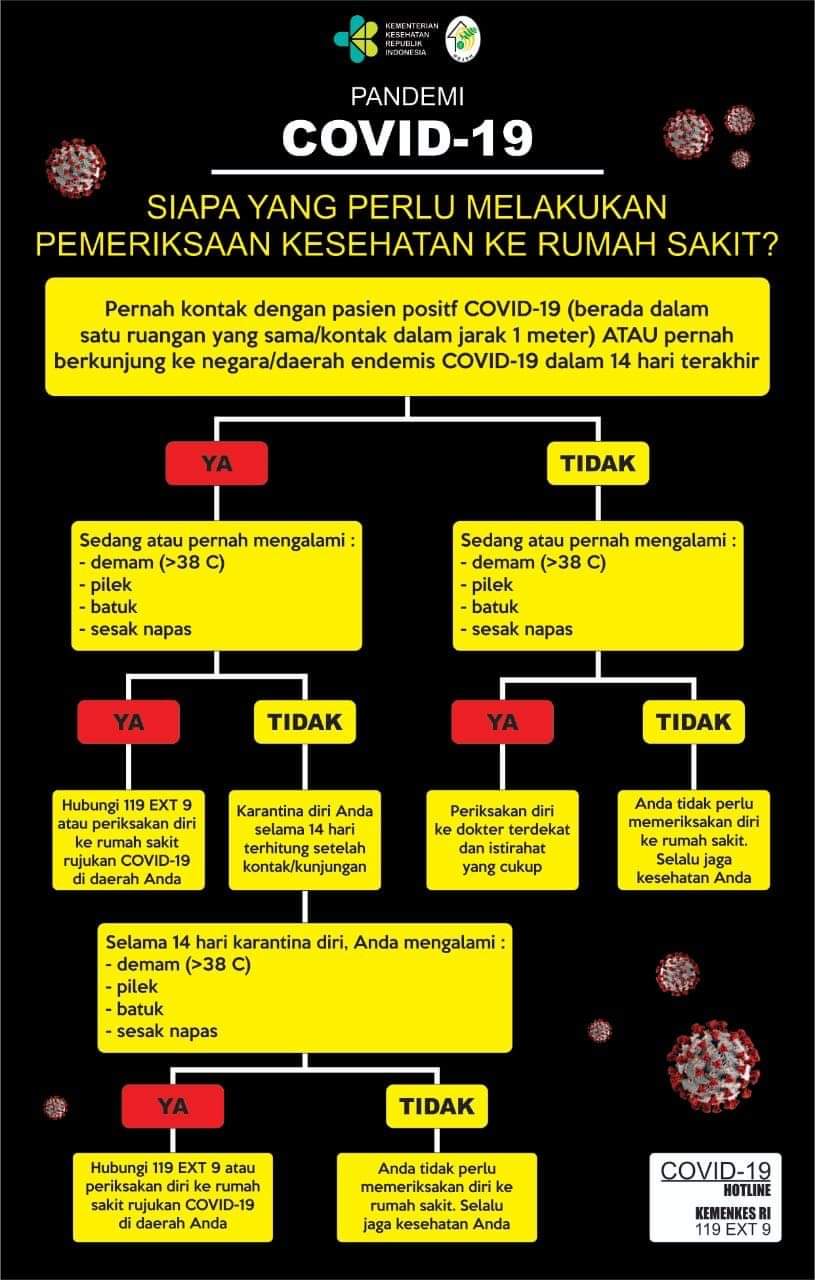 KEMENTERIAN
KESEHATAN
REPUBLIK
INDONESIA
PANDEMI
COVID-19
SIAPA YANG PERLU MELAKUKAN
PEMERIKSAAN KESEHATAN KE RUMAH SAKIT?
Pernah kontak dengan pasien positf COVID-19 (berada dalam
satu ruangan yang sama/kontak dalam jarak 1 meter) ATAU pernah
berkunjung ke negara/daerah endemis COVID-19 dalam 14 hari terakhir
YA
TIDAK
Sedang atau pernah mengalami :
- demam (>38 C)
- pilek
- batuk
- sesak napas
Sedang atau pernah mengalami :
- demam (>38 C)
- pilek
- batuk
- sesak napas
YA
TIDAK
YA
TIDAK
Hubungi 119 EXT 9
atau periksakan diri
ke rumah sakit
rujukan COVID-19
di daerah Anda
Karantina diri Anda
selama 14 hari
terhitung setelah
kontak/kunjungan
Periksakan diri
ke dokter terdekat
dan istirahat
yang cukup
Anda tidak perlu
memeriksakan diri
ke rumah sakit.
Selalu jaga
kesehatan Anda
Selama 14 hari karantina diri, Anda mengalami :
- demam (>38 C)
- pilek
- batuk
- sesak napas
YA
TIDAK
Hubungi 119 EXT 9 atau
periksakan diri ke rumah
sakit rujukan COVID-19
di daerah Anda
Anda tidak perlu
memeriksakan diri ke
rumah sakit. Selalu
jaga kesehatan Anda
COVID-19
HOTLINE
KEMENKES RI
119 EXT 9